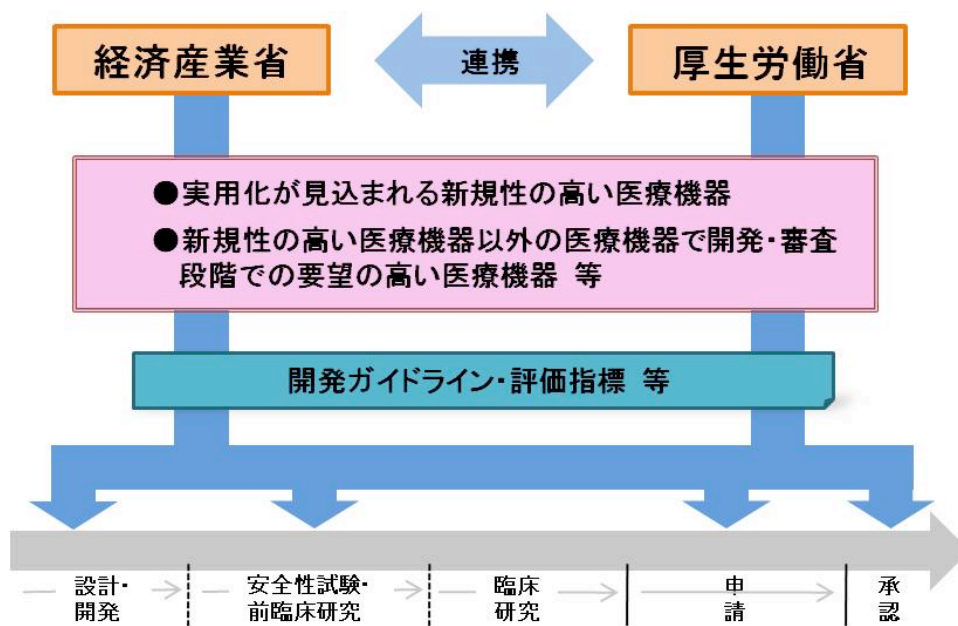 経済産業省
連携
厚生労働省
●実用化が見込まれる新規性の高い医療機器
●新規性の高い医療機器以外の医療機器で開発・審査
段階での要望の高い医療機器 等
開発ガイドライン・評価指標 等
設計・
開発
安全性試験・
前臨床研究
臨床
研究
申
請
承
認